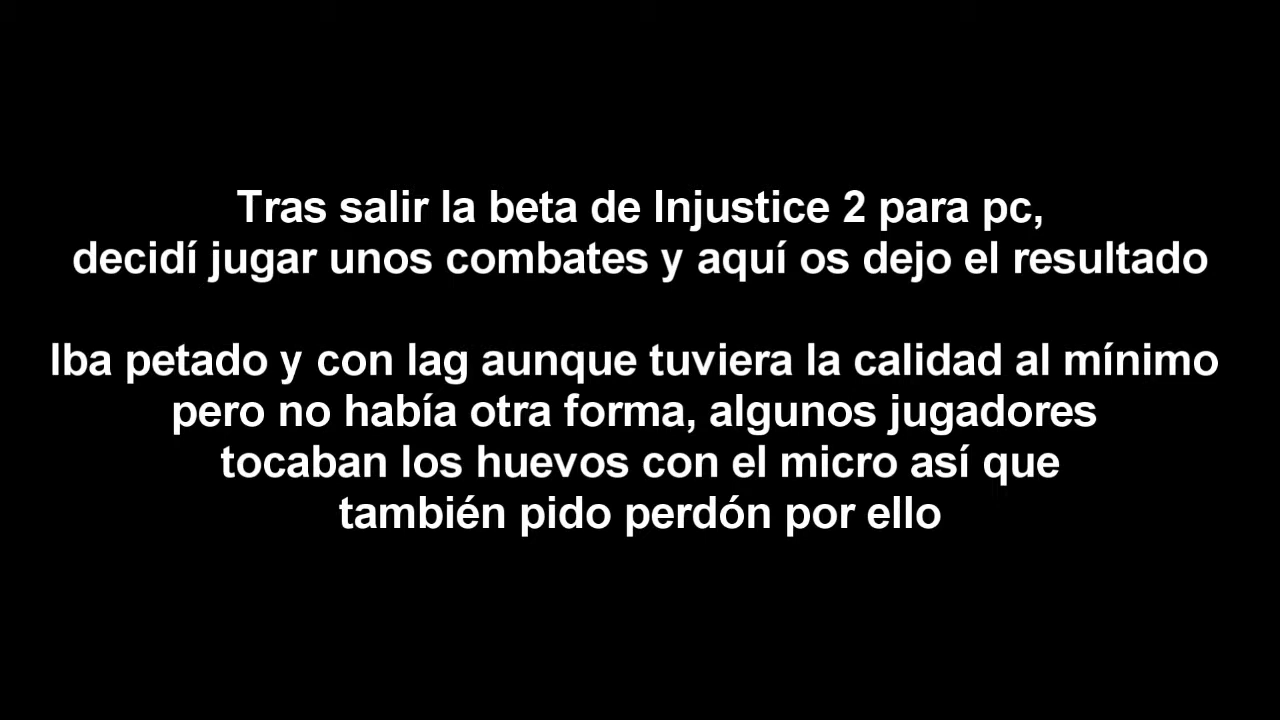 Tras salir la beta de Injustice 2 para pc,
decidí jugar unos combates y aquí os dejo el resultado
Iba petado y con lag aunque tuviera la calidad al mínimo
pero no había otra forma, algunos jugadores
tocaban los huevos con el micro así que
también pido perdón por ello